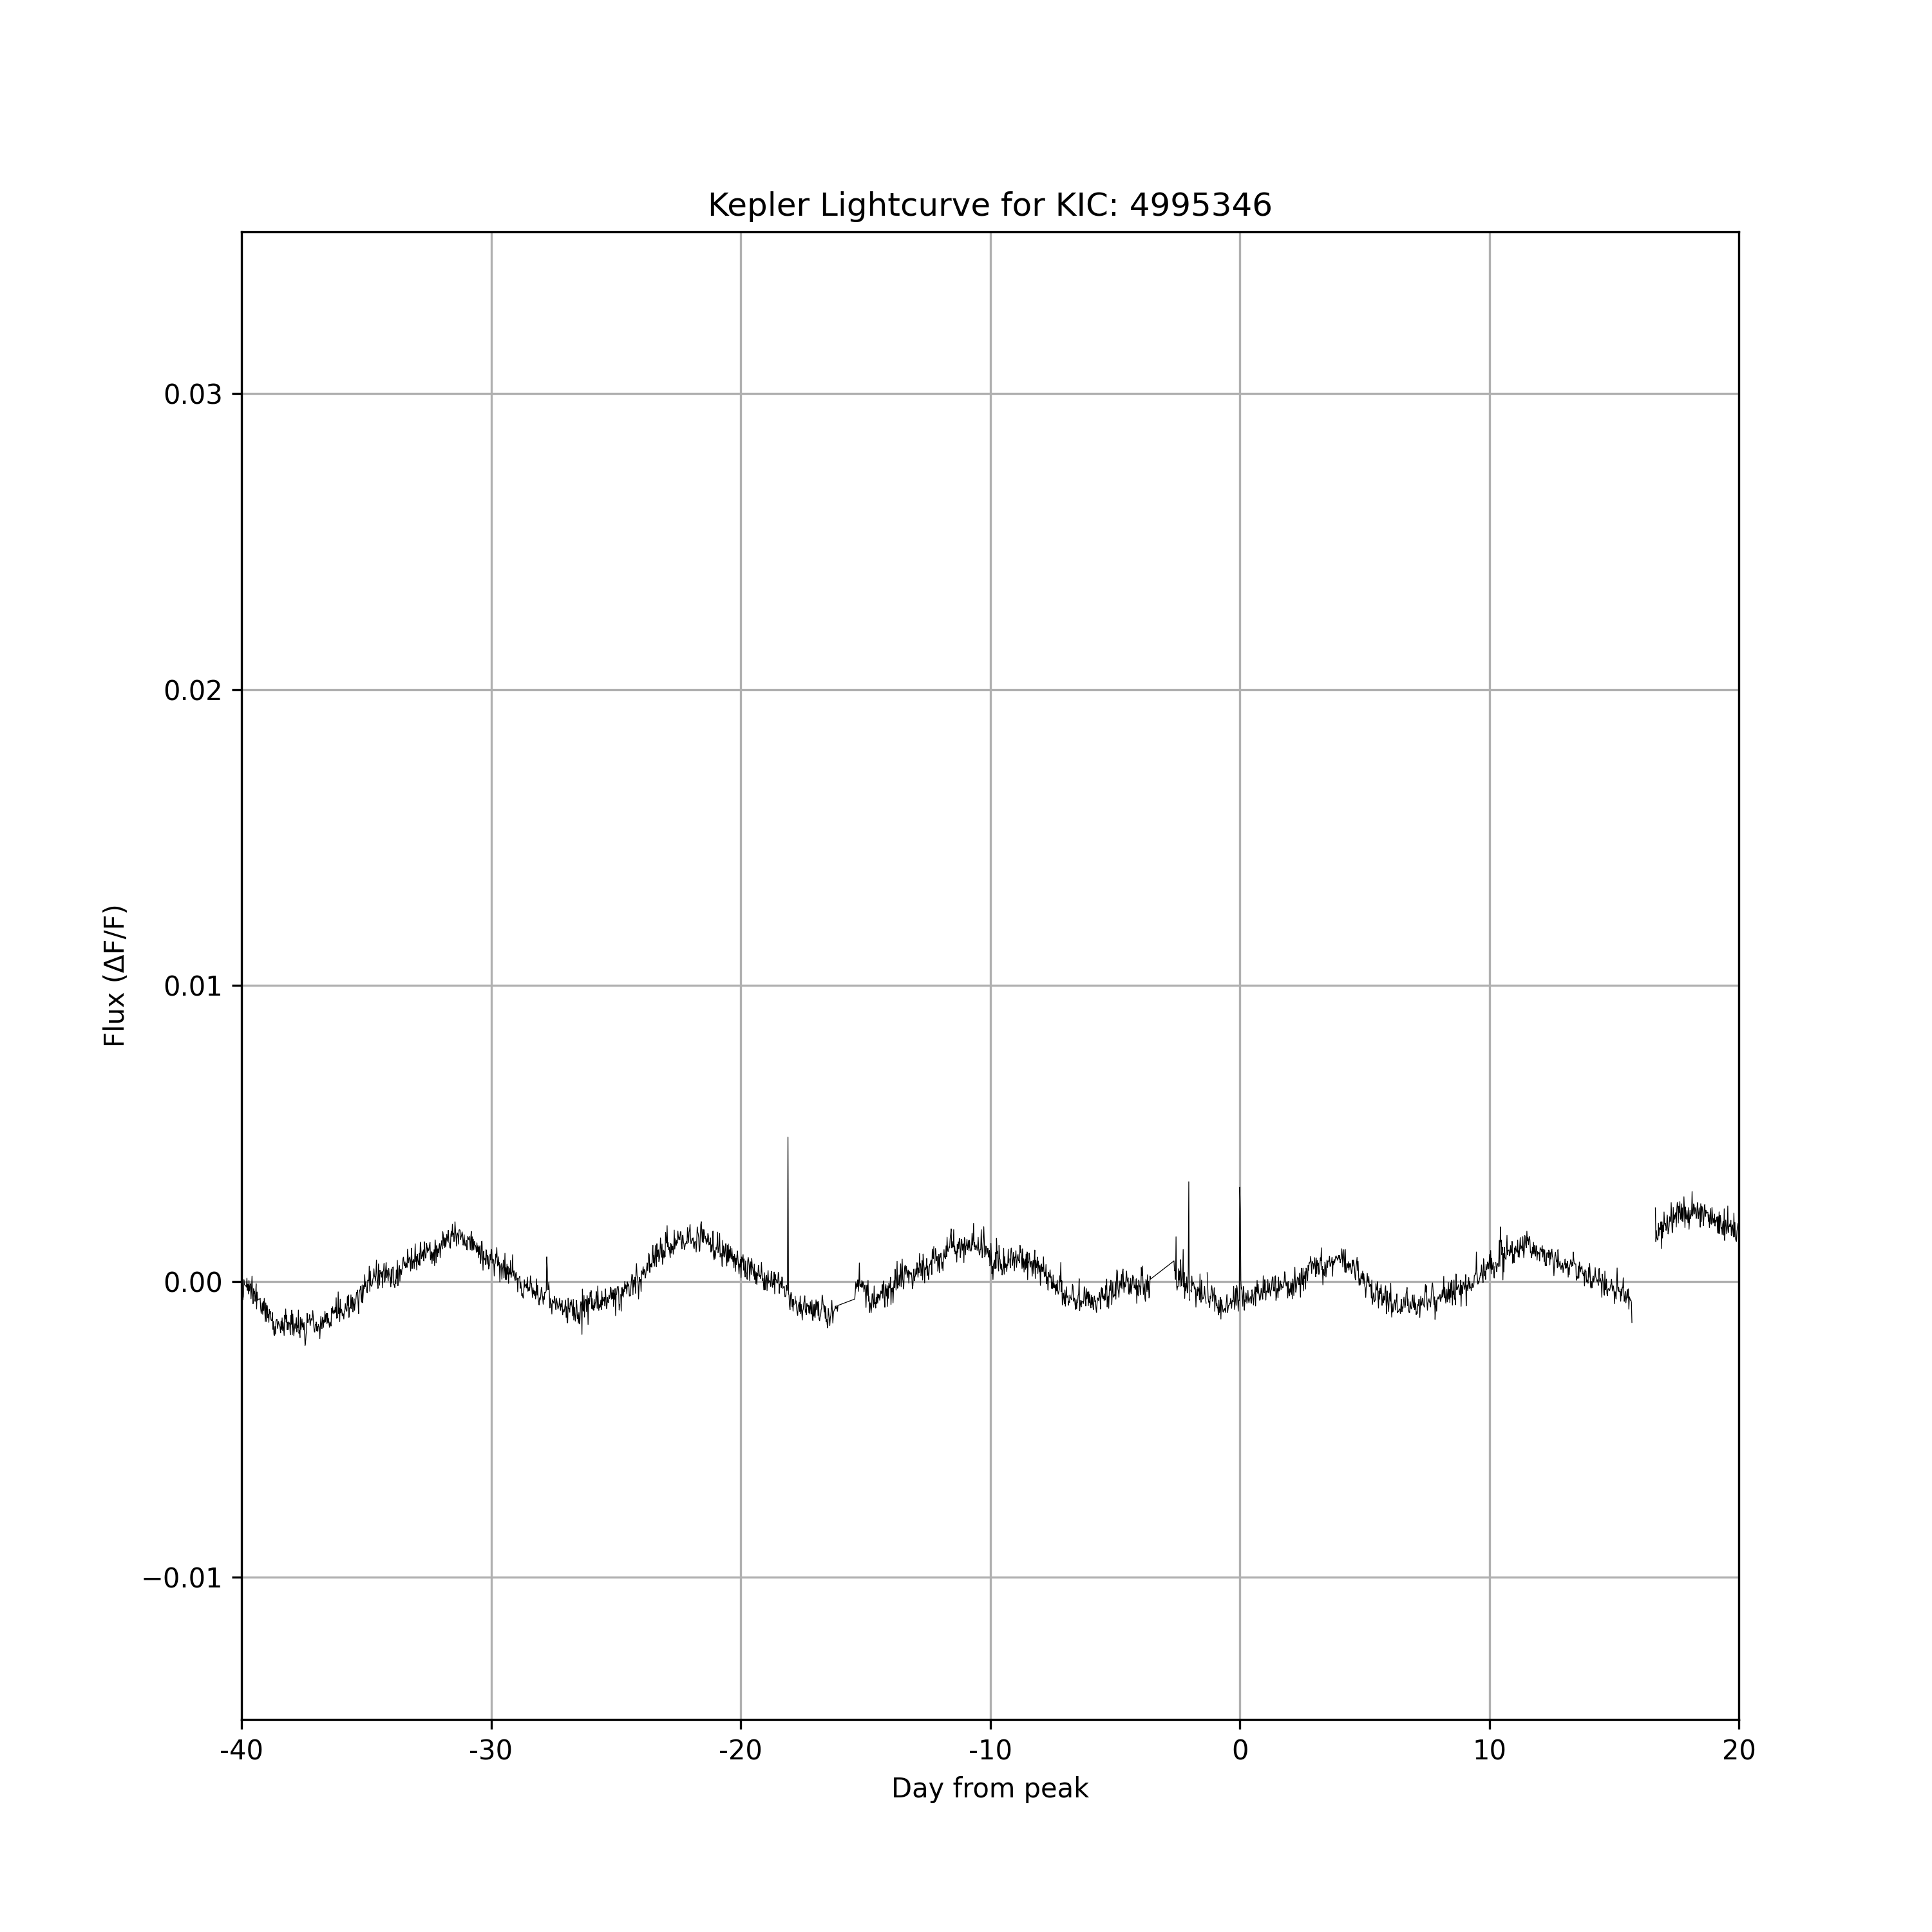 Kepler Lightcurve for KIC: 4995346
0.03
0.02
0.01
0.00
−0.01
Flux (ΔF/F)
-40 -30 -20 -10 0 10 20
Day from peak